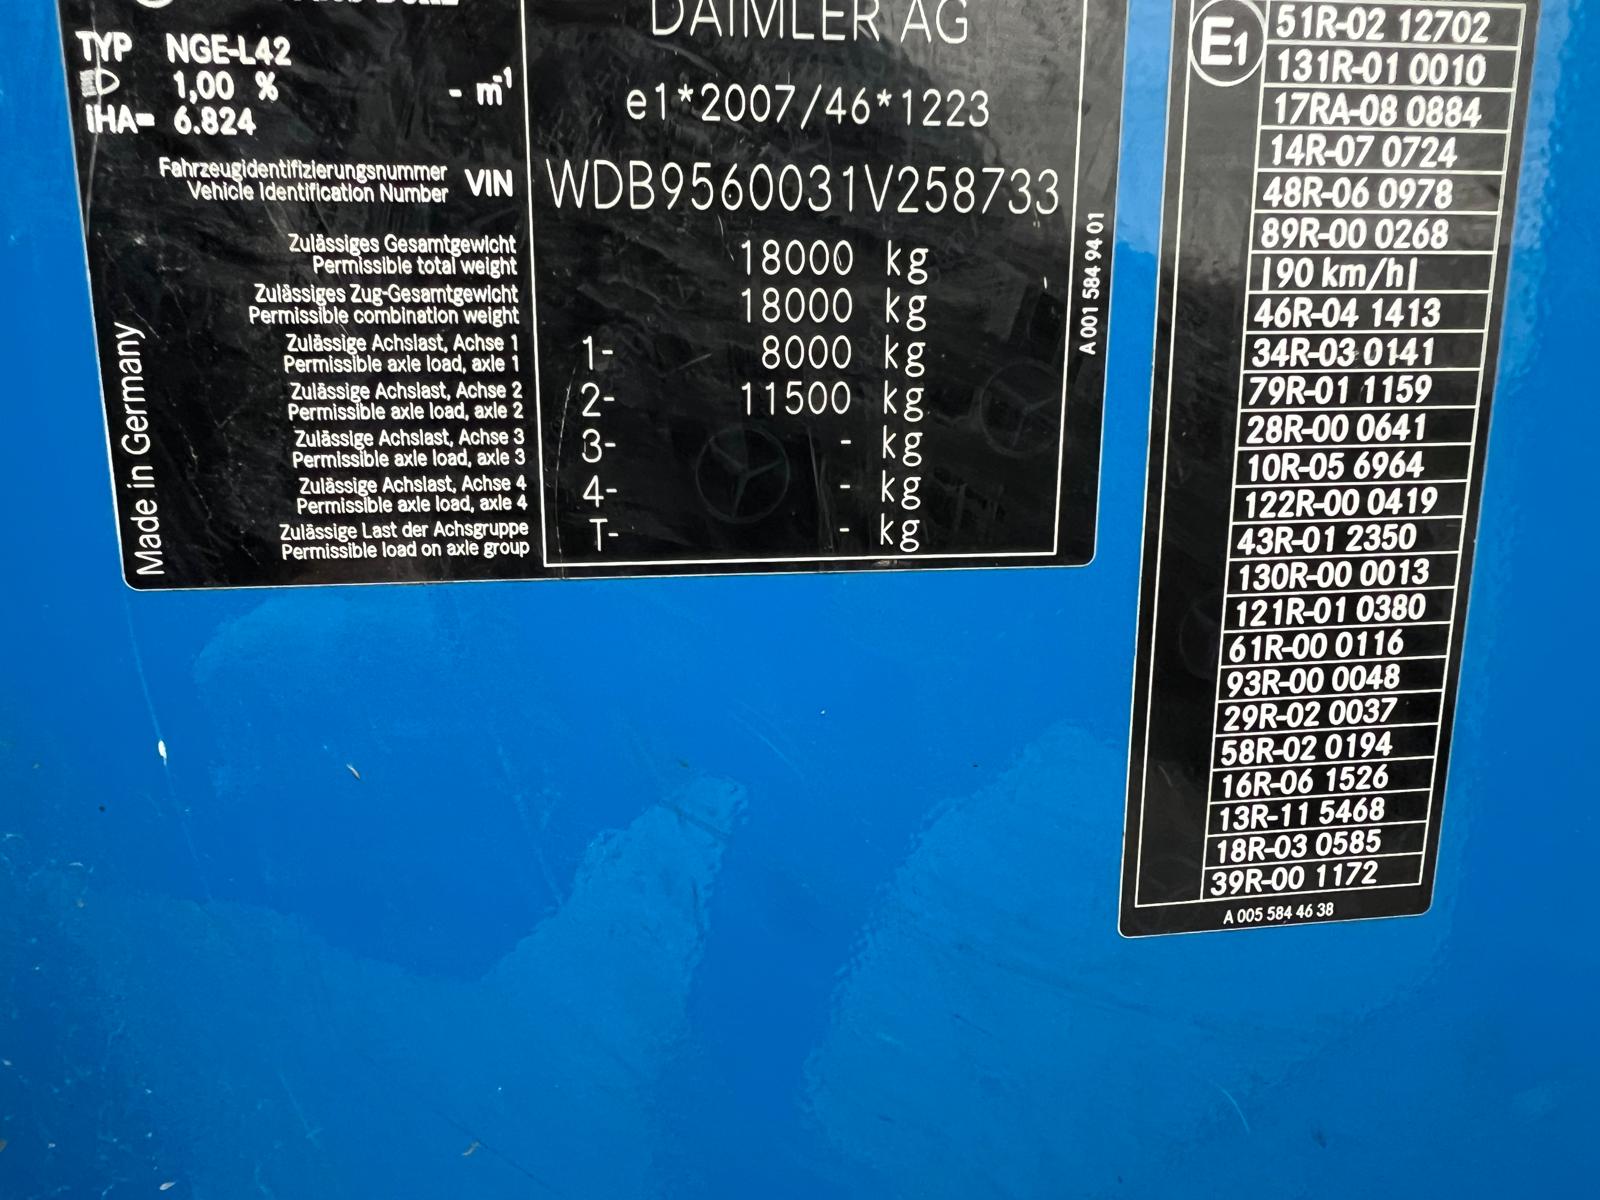 DAIMLER AG
TYP NGE-L42
1,00 % - m-1
IHA= 6.824
e1*2007/46*1223
Fahrzeugidentifizierungsnummer
Vehicle Identification Number
VIN WDB9560031V258733
Zulässiges Gesamtgewicht
Permissible total weight
18000 kg
Zulässiges Zug-Gesamtgewicht
Permissible combination weight
18000 kg
Zulässige Achslast, Achse 1
Permissible axle load, axle 1
1- 8000 kg
Zulässige Achslast, Achse 2
Permissible axle load, axle 2
2- 11500 kg
Zulässige Achslast, Achse 3
Permissible axle load, axle 3
3- - kg
Zulässige Achslast, Achse 4
Permissible axle load, axle 4
4- - kg
Zulässige Last der Achsgruppe
Permissible load on axle group
T- - kg
Made in Germany
A 001 584 94 01
E1
51R-02 12702
131R-01 0010
17RA-08 0884
14R-07 0724
48R-06 0978
89R-00 0268
|90 km/h|
46R-04 1413
34R-03 0141
79R-01 1159
28R-00 0641
10R-05 6964
122R-00 0419
43R-01 2350
130R-00 0013
121R-01 0380
61R-00 0116
93R-00 0048
29R-02 0037
58R-02 0194
16R-06 1526
13R-11 5468
18R-03 0585
39R-00 1172
A 005 584 46 38